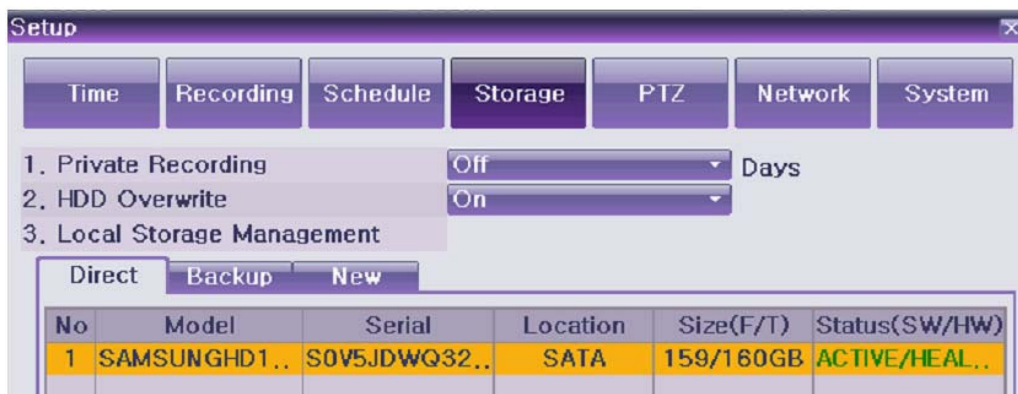 Setup
Time Recording Schedule Storage PTZ Network System
1. Private Recording Off Days
2. HDD Overwrite On
3. Local Storage Management
Direct Backup New
No Model Serial Location Size(F/T) Status(SW/HW)
1 SAMSUNGHD1.. S0V5JDWQ32.. SATA 159/160GB ACTIVE/HEAL..